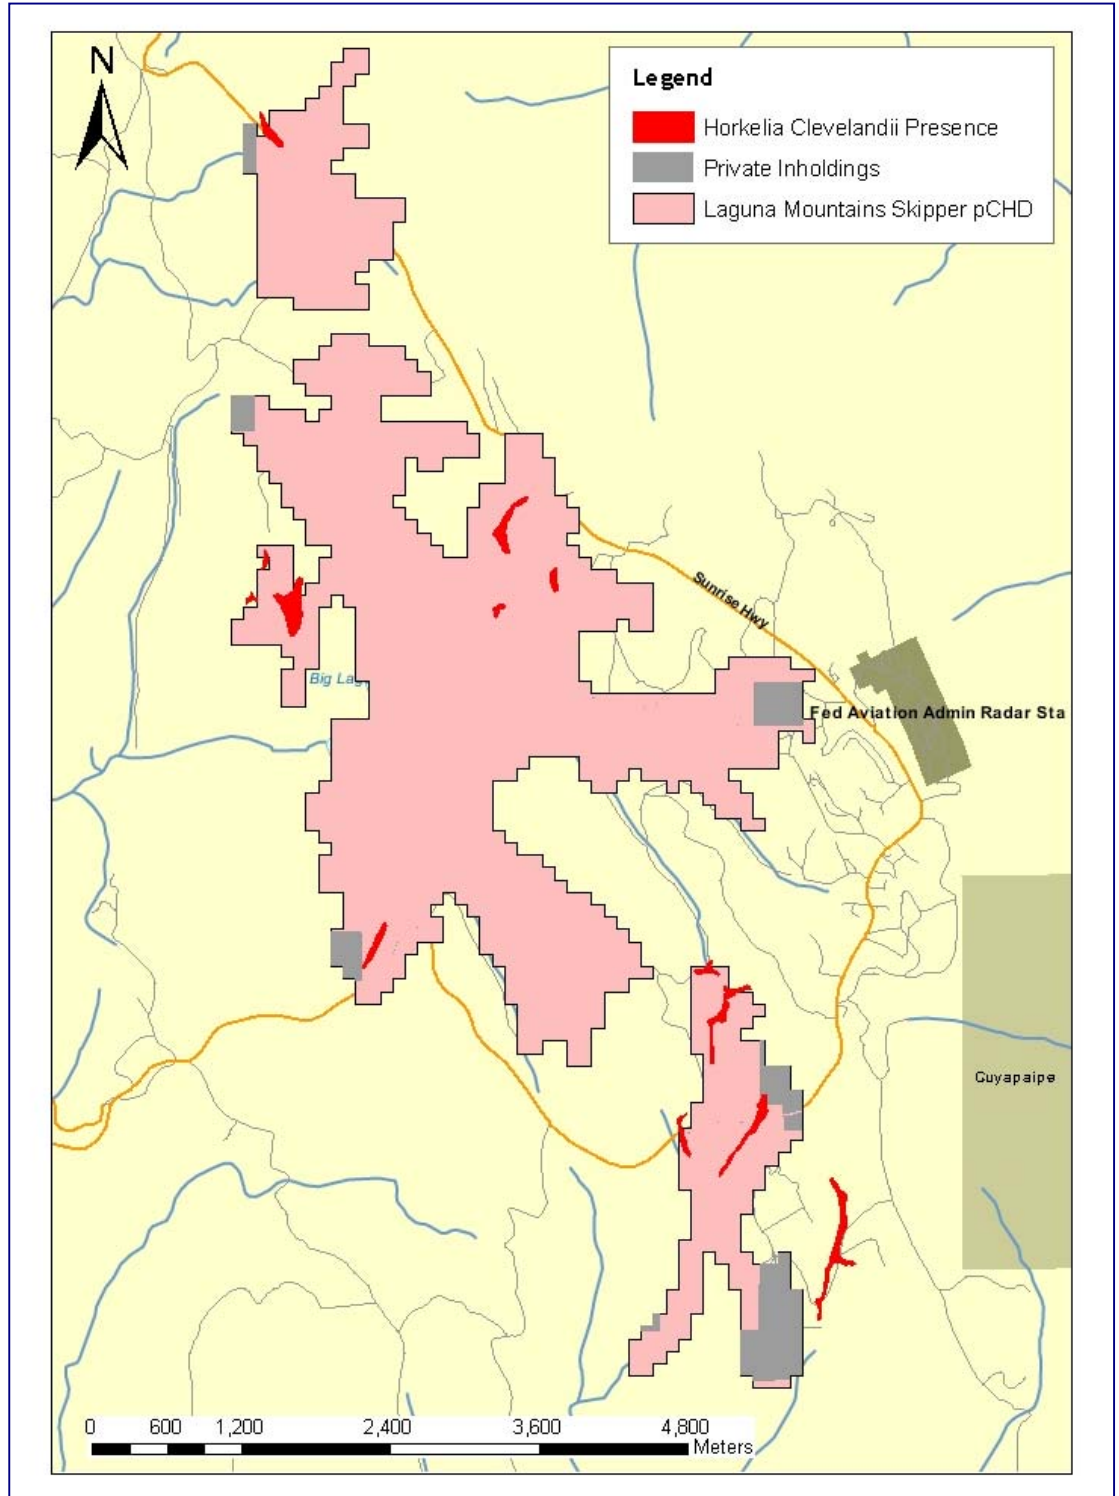 N
Legend
Horkelia Clevelandii Presence
Private Inholdings
Laguna Mountains Skipper pCHD
Sunrise Hwy
Big Lag
Fed Aviation Admin Radar Sta
Guyapaipe
0 600 1,200 2,400 3,600 4,800
Meters